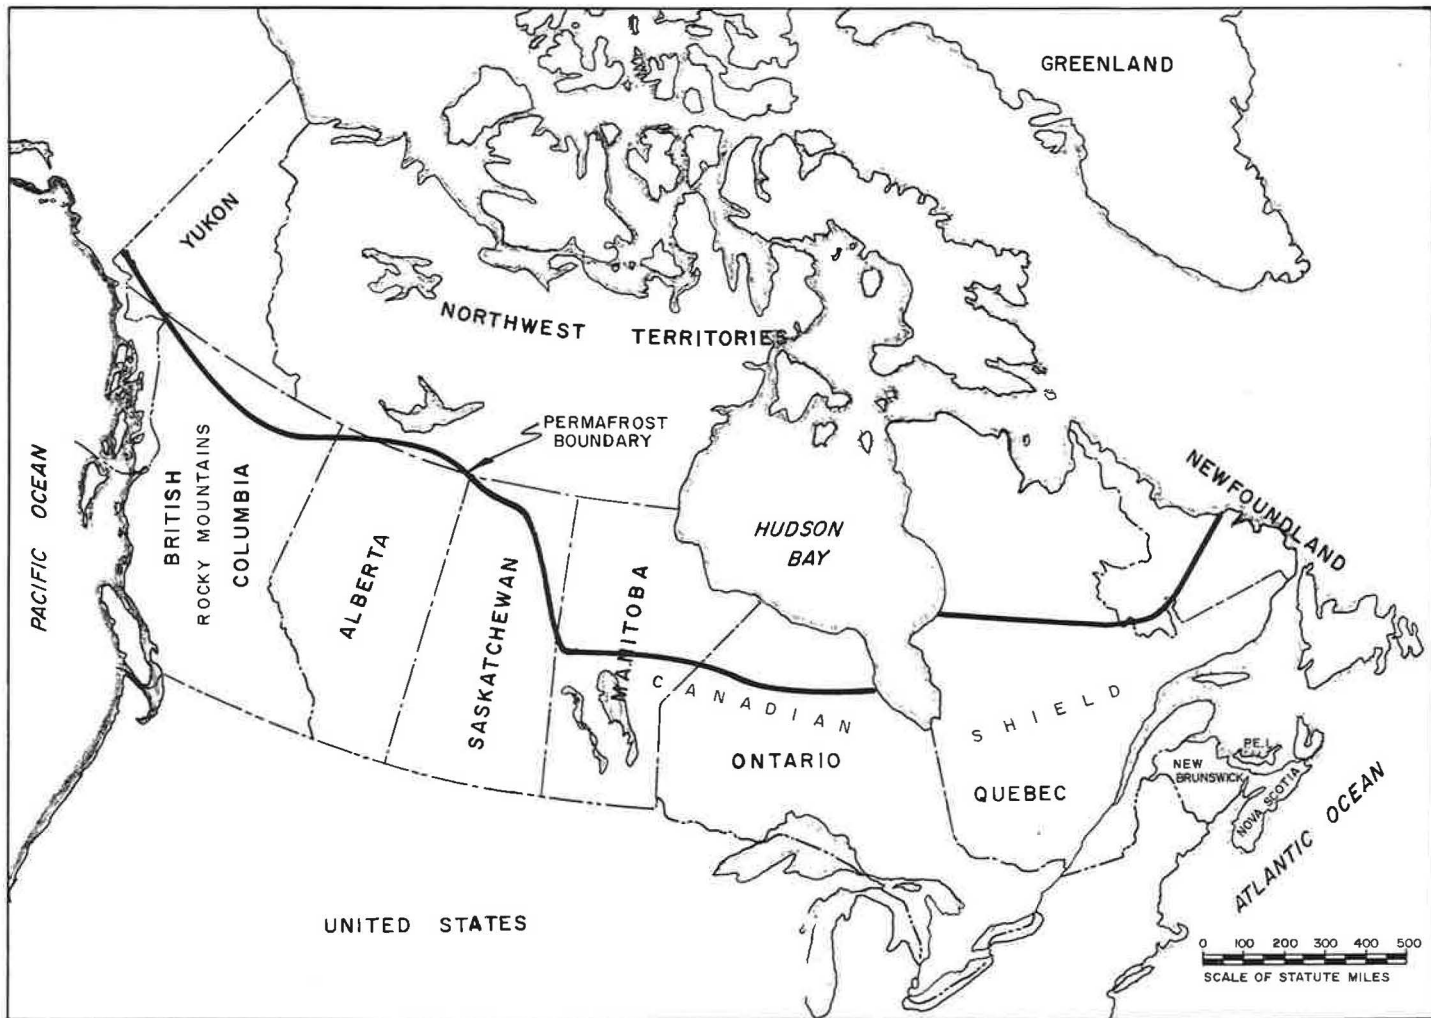 GREENLAND
YUKON
NORTHWEST TERRITORIES
PERMAFROST
BOUNDARY
PACIFIC OCEAN
BRITISH
ROCKY MOUNTAINS
COLUMBIA
ALBERTA
SASKATCHEWAN
MANITOBA
HUDSON
BAY
NEWFOUNDLAND
CANADIAN SHIELD
ONTARIO
QUEBEC
P.E.I.
NEW
BRUNSWICK
NOVA SCOTIA
ATLANTIC OCEAN
UNITED STATES
0 100 200 300 400 500
SCALE OF STATUTE MILES